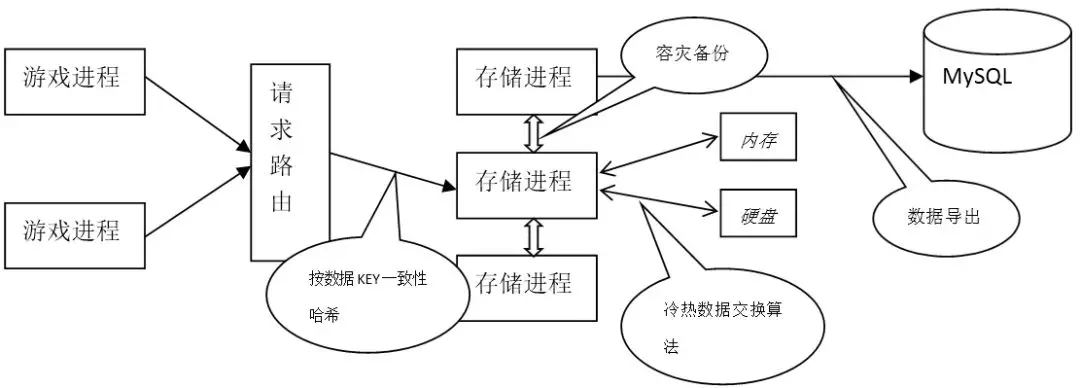 游戏进程
游戏进程
请
求
路
由
按数据KEY一致性
哈希
存储进程
存储进程
存储进程
容灾备份
内存
硬盘
冷热数据交换算
法
MySQL
数据导出